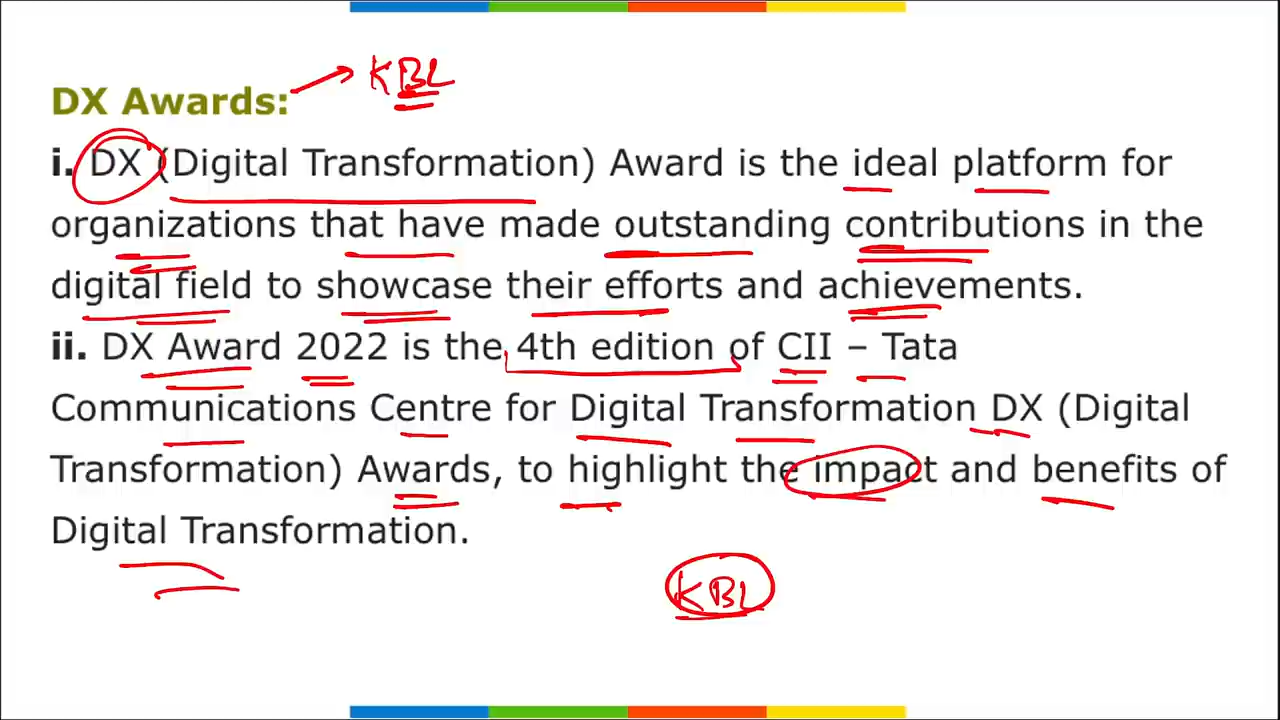 KBL
DX Awards:
i. DX (Digital Transformation) Award is the ideal platform for
organizations that have made outstanding contributions in the
digital field to showcase their efforts and achievements.
ii. DX Award 2022 is the 4th edition of CII – Tata
Communications Centre for Digital Transformation DX (Digital
Transformation) Awards, to highlight the impact and benefits of
Digital Transformation.
KBL